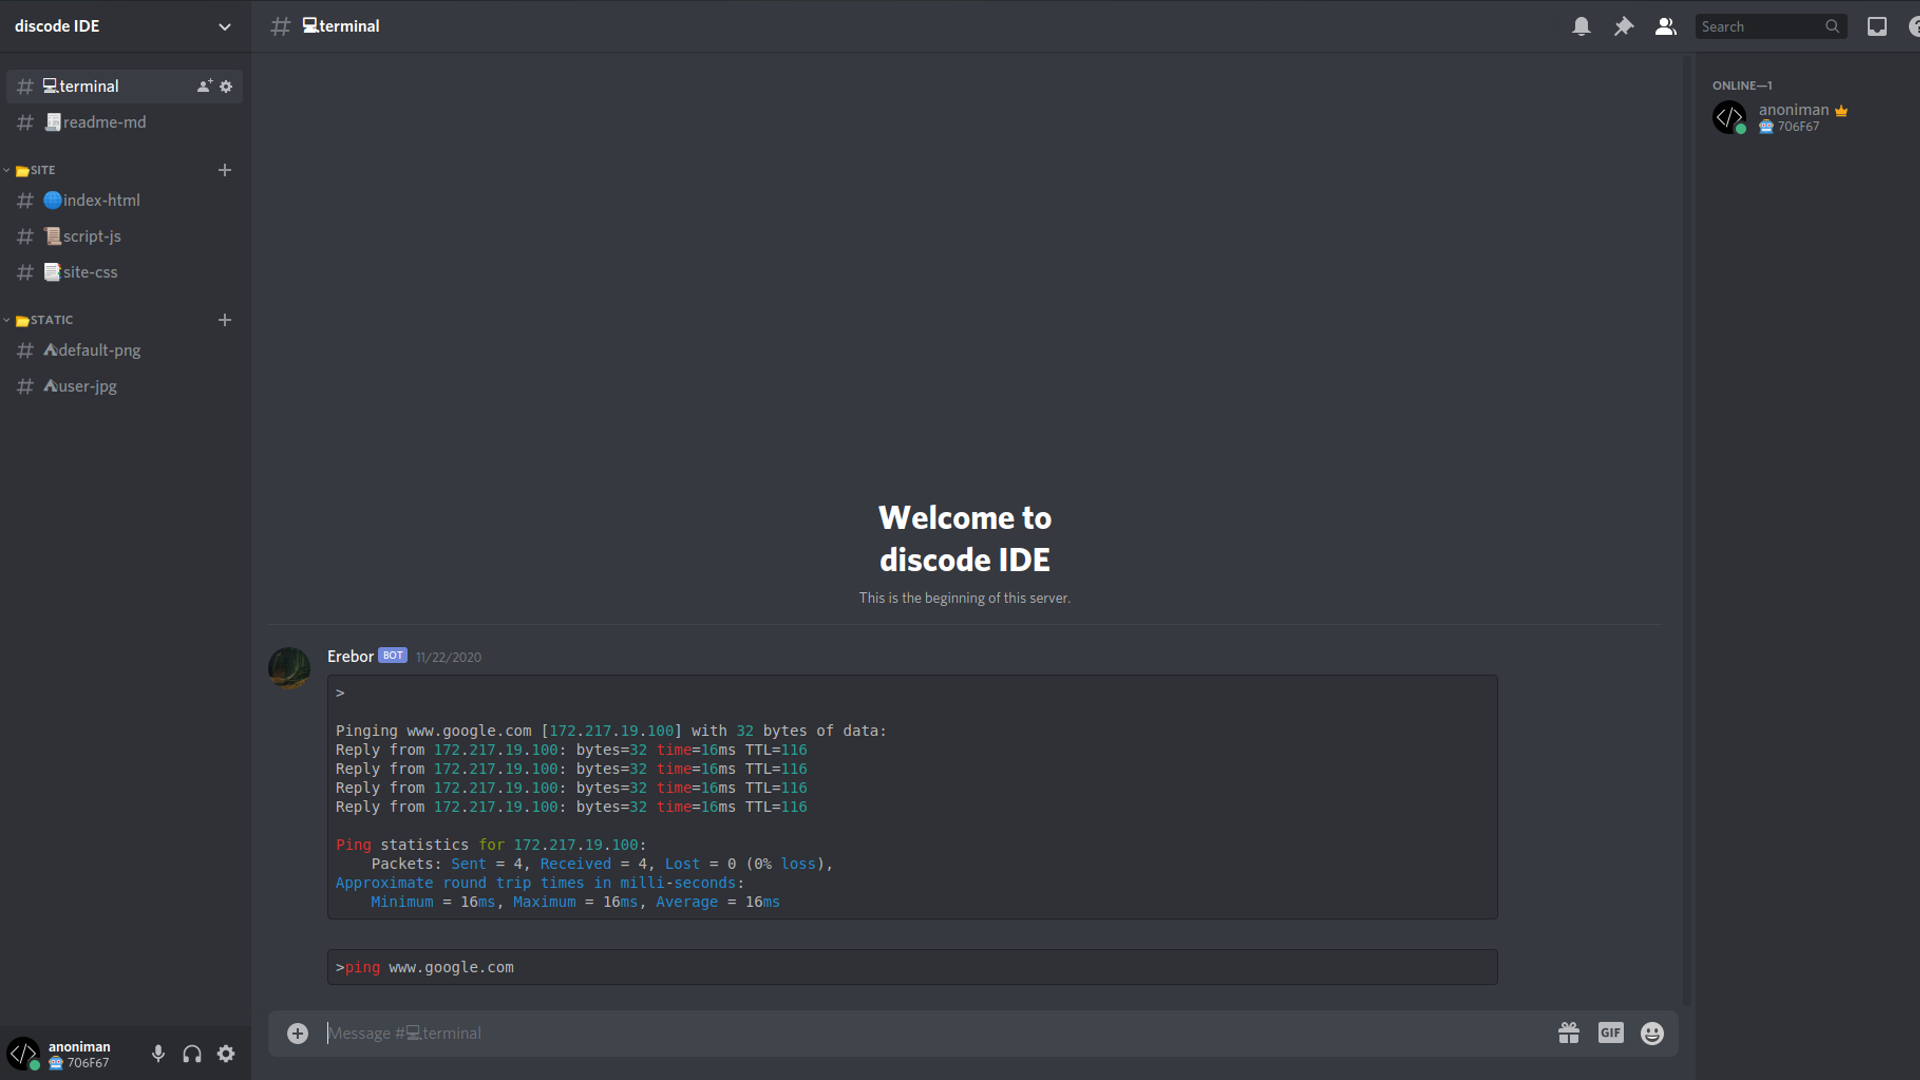 discode IDE
terminal
readme-md
SITE
index-html
script-js
site-css
STATIC
default-png
user-jpg
anoniman
706F67
terminal
Search
Welcome to
discode IDE
This is the beginning of this server.
Erebor BOT 11/22/2020
>
Pinging www.google.com [172.217.19.100] with 32 bytes of data:
Reply from 172.217.19.100: bytes=32 time=16ms TTL=116
Reply from 172.217.19.100: bytes=32 time=16ms TTL=116
Reply from 172.217.19.100: bytes=32 time=16ms TTL=116
Reply from 172.217.19.100: bytes=32 time=16ms TTL=116
Ping statistics for 172.217.19.100:
Packets: Sent = 4, Received = 4, Lost = 0 (0% loss),
Approximate round trip times in milli-seconds:
Minimum = 16ms, Maximum = 16ms, Average = 16ms
>ping www.google.com
Message #terminal
GIF
ONLINE—1
anoniman
706F67